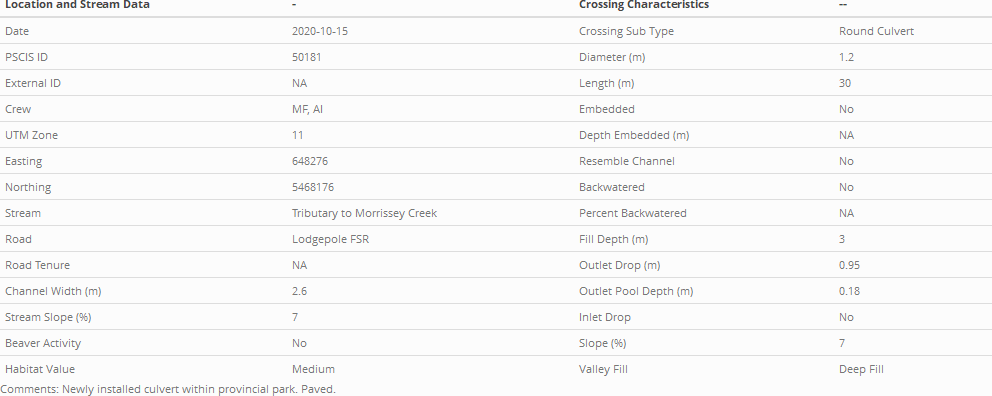 Location and Stream Data - Crossing Characteristics --
Date 2020-10-15 Crossing Sub Type Round Culvert
PSCIS ID 50181 Diameter (m) 1.2
External ID NA Length (m) 30
Crew MF, AI Embedded No
UTM Zone 11 Depth Embedded (m) NA
Easting 648276 Resemble Channel No
Northing 5468176 Backwatered No
Stream Tributary to Morrissey Creek Percent Backwatered NA
Road Lodgepole FSR Fill Depth (m) 3
Road Tenure NA Outlet Drop (m) 0.95
Channel Width (m) 2.6 Outlet Pool Depth (m) 0.18
Stream Slope (%) 7 Inlet Drop No
Beaver Activity No Slope (%) 7
Habitat Value Medium Valley Fill Deep Fill
Comments: Newly installed culvert within provincial park. Paved.